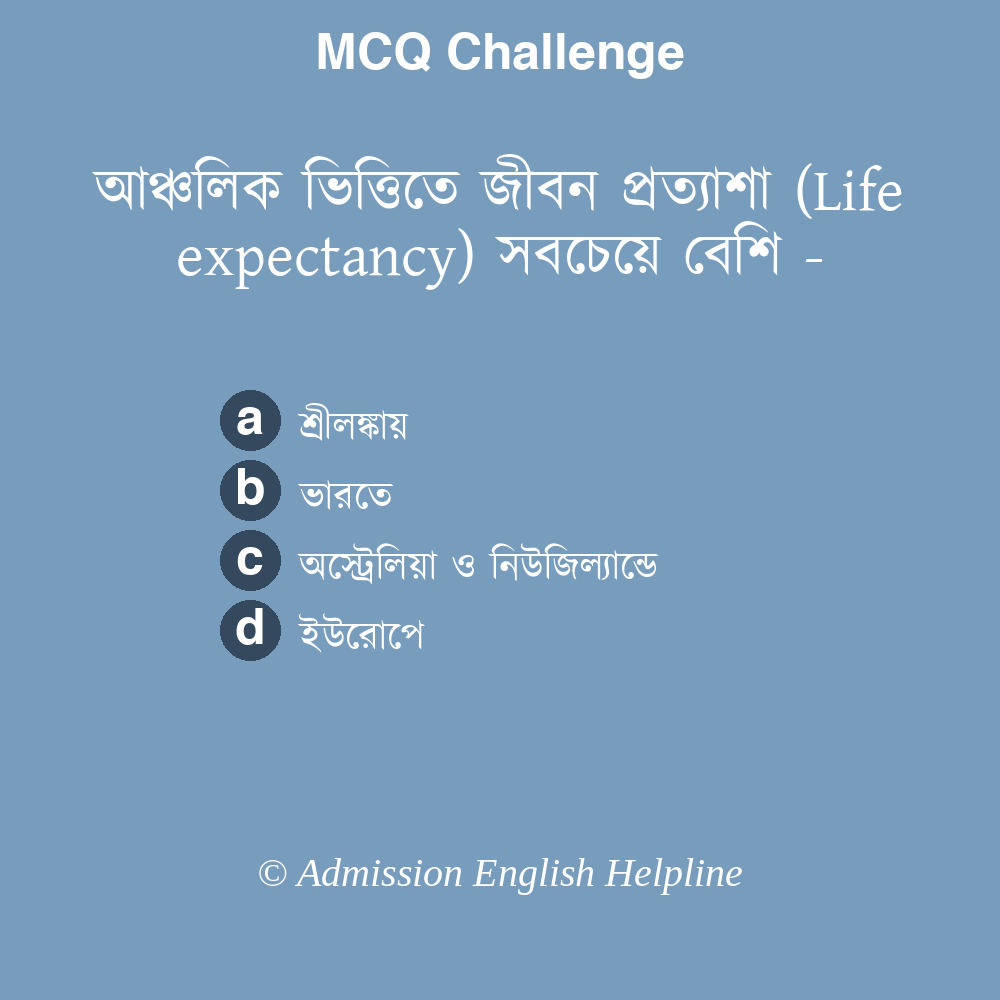 MCQ Challenge
আঞ্চলিক ভিত্তিতে জীবন প্রত্যাশা (Life
expectancy) সবচেয়ে বেশি -
a শ্রীলঙ্কায়
b ভারতে
c অস্ট্রেলিয়া ও নিউজিল্যান্ডে
d ইউরোপে
© Admission English Helpline